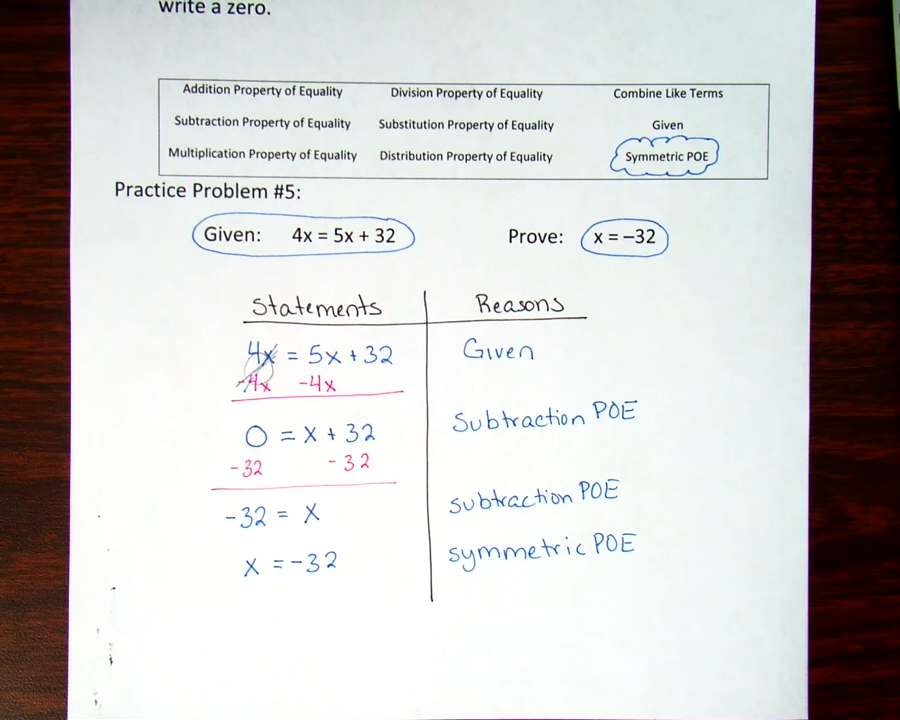 write a zero.
Addition Property of Equality Division Property of Equality Combine Like Terms
Subtraction Property of Equality Substitution Property of Equality Given
Multiplication Property of Equality Distribution Property of Equality Symmetric POE
Practice Problem #5:
Given: 4x = 5x + 32 Prove: x = −32
Statements Reasons
4x = 5x + 32 Given
-4x -4x
0 = x + 32 Subtraction POE
-32 -32
-32 = x subtraction POE
x = -32 symmetric POE